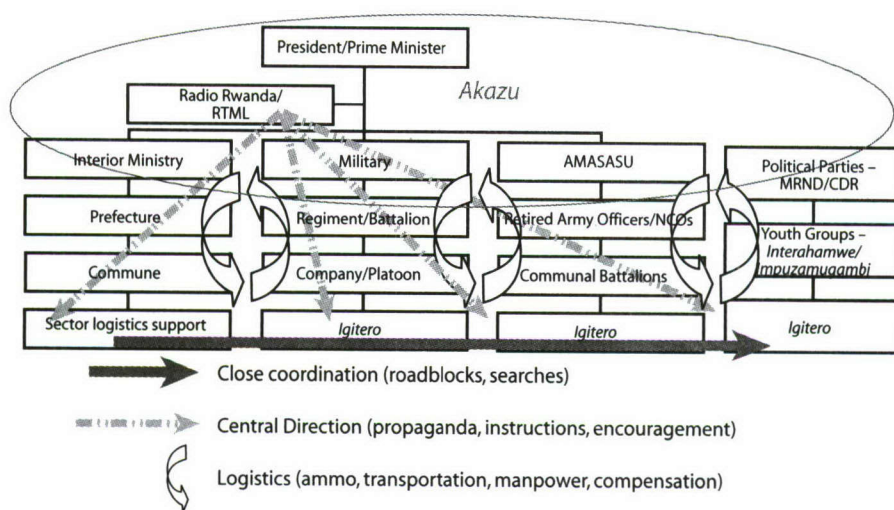 President/Prime Minister
Akazu
Radio Rwanda/
RTML
Interior Ministry
Military
AMASASU
Political Parties –
MRND/CDR
Prefecture
Regiment/Battalion
Retired Army Officers/NCOs
Youth Groups –
Interahamwe/
Impuzamugambi
Commune
Company/Platoon
Communal Battalions
Sector logistics support
Igitero
Igitero
Igitero
Close coordination (roadblocks, searches)
Central Direction (propaganda, instructions, encouragement)
Logistics (ammo, transportation, manpower, compensation)